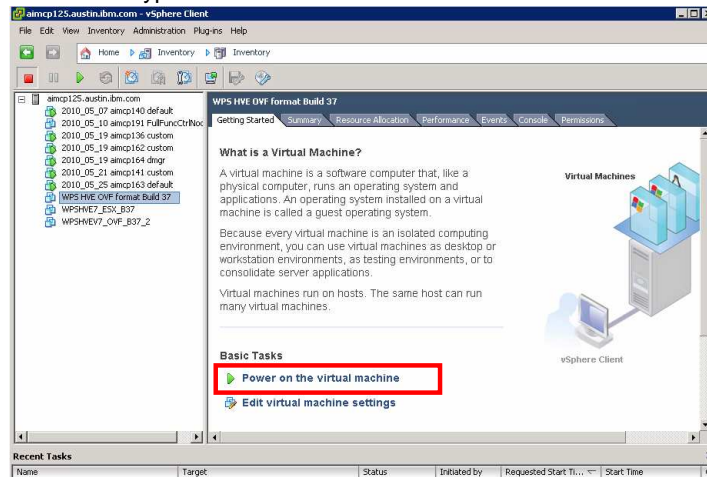 aimcp125.austin.ibm.com - vSphere Client
File Edit View Inventory Administration Plug-ins Help
Home Inventory Inventory
aimcp125.austin.ibm.com
2010_05_07 aimcp140 default
2010_05_10 aimcp191 FullFuncCtrlNoc
2010_05_19 aimcp136 custom
2010_05_19 aimcp162 custom
2010_05_19 aimcp164 dmgr
2010_05_21 aimcp141 custom
2010_05_25 aimcp163 default
WPS HVE OVF format Build 37
WPSHVE7_ESX_B37
WPSHVEV7_OVF_B37_2
WPS HVE OVF format Build 37
Getting Started Summary Resource Allocation Performance Events Console Permissions
What is a Virtual Machine?
A virtual machine is a software computer that, like a
physical computer, runs an operating system and
applications. An operating system installed on a virtual
machine is called a guest operating system.
Because every virtual machine is an isolated computing
environment, you can use virtual machines as desktop or
workstation environments, as testing environments, or to
consolidate server applications.
Virtual machines run on hosts. The same host can run
many virtual machines.
Virtual Machines
vSphere Client
Basic Tasks
Power on the virtual machine
Edit virtual machine settings
Recent Tasks
Name Target Status Initiated by Requested Start Ti... Start Time